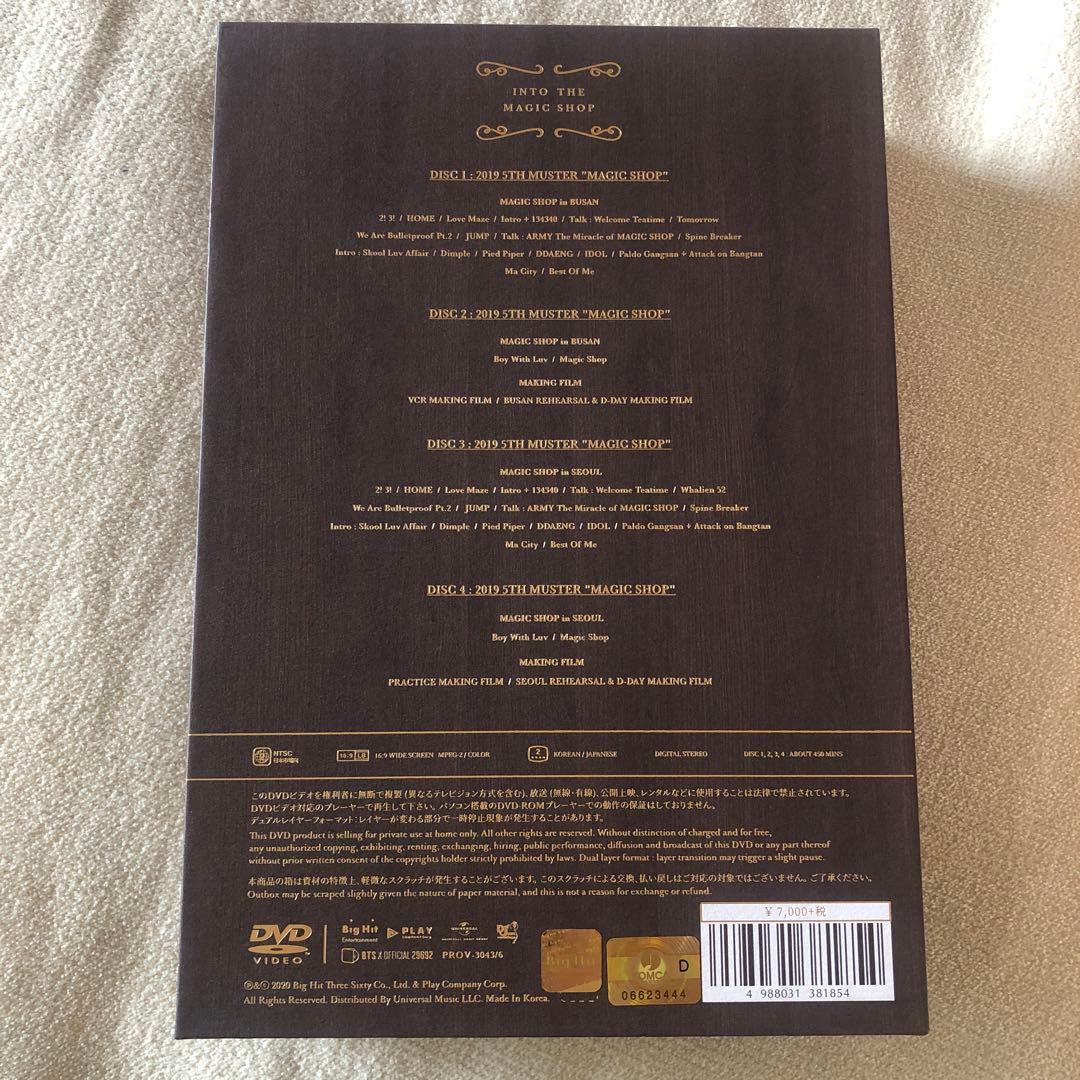 INTO THE
MAGIC SHOP
DISC 1 : 2019 5TH MUSTER "MAGIC SHOP"
MAGIC SHOP in BUSAN
2! 3! / HOME / Love Maze / Intro + 134340 / Talk : Welcome Teatime / Tomorrow
We Are Bulletproof Pt.2 / JUMP / Talk : ARMY The Miracle of MAGIC SHOP / Spine Breaker
Intro : Skool Luv Affair / Dimple / Pied Piper / DDAENG / IDOL / Paldo Gangsan + Attack on Bangtan
Ma City / Best Of Me
DISC 2 : 2019 5TH MUSTER "MAGIC SHOP"
MAGIC SHOP in BUSAN
Boy With Luv / Magic Shop
MAKING FILM
VCR MAKING FILM / BUSAN REHEARSAL & D-DAY MAKING FILM
DISC 3 : 2019 5TH MUSTER "MAGIC SHOP"
MAGIC SHOP in SEOUL
2! 3! / HOME / Love Maze / Intro + 134340 / Talk : Welcome Teatime / Whalien 52
We Are Bulletproof Pt.2 / JUMP / Talk : ARMY The Miracle of MAGIC SHOP / Spine Breaker
Intro : Skool Luv Affair / Dimple / Pied Piper / DDAENG / IDOL / Paldo Gangsan + Attack on Bangtan
Ma City / Best Of Me
DISC 4 : 2019 5TH MUSTER "MAGIC SHOP"
MAGIC SHOP in SEOUL
Boy With Luv / Magic Shop
MAKING FILM
PRACTICE MAKING FILM / SEOUL REHEARSAL & D-DAY MAKING FILM
2 NTSC 日本市場向 16:9 LB 16:9 WIDE SCREEN MPEG-2 / COLOR 2 KOREAN / JAPANESE DIGITAL STEREO DISC 1, 2, 3, 4 : ABOUT 450 MINS
このDVDビデオを権利者に無断で複製(異なるテレビジョン方式を含む)、放送(無線・有線)、公開上映、レンタルなどに使用することは法律で禁止されています。
DVDビデオ対応のプレーヤーで再生して下さい。パソコン搭載のDVD-ROMプレーヤーでの動作の保証はしておりません。
デュアルレイヤーフォーマット:レイヤーが変わる部分で一時停止現象が発生することがあります。
This DVD product is selling for private use at home only. All other rights are reserved. Without distinction of charged and for free,
any unauthorized copying, exhibiting, renting, exchanging, hiring, public performance, diffusion and broadcast of this DVD or any part thereof
without prior written consent of the copyrights holder strictly prohibited by laws. Dual layer format : layer transition may trigger a slight pause.
本商品の箱は資材の特徴上、軽微なスクラッチが発生することがございます。このスクラッチによる交換、払い戻しはご対応の対象ではございません。ご了承ください。
Outbox may be scraped slightly given the nature of paper material, and this is not a reason for exchange or refund.
¥ 7,000+税
DVD VIDEO Big Hit Entertainment PLAY COMPANY UNIVERSAL
BTS X OFFICIAL 29692 PROV-3043/6
Big Hit
OMC D
06623444
4 988031 381854
℗&© 2020 Big Hit Three Sixty Co., Ltd. & Play Company Corp.
All Rights Reserved. Distributed By Universal Music LLC. Made In Korea.